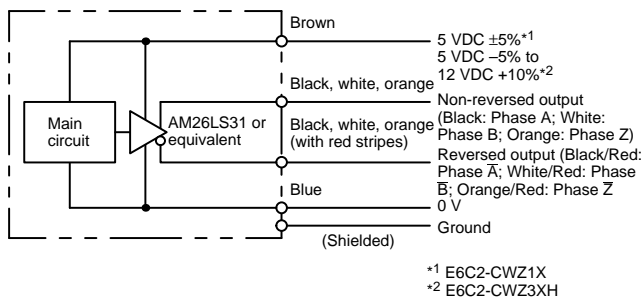 Brown
5 VDC ±5%*1
5 VDC –5% to
12 VDC +10%*2
Black, white, orange
Non-reversed output
(Black: Phase A; White:
Phase B; Orange: Phase Z)
Main
circuit
AM26LS31 or
equivalent
Black, white, orange
(with red stripes)
Reversed output (Black/Red:
Phase A̅; White/Red: Phase
B̅; Orange/Red: Phase Z̅
Blue
0 V
Ground
(Shielded)
*1 E6C2-CWZ1X
*2 E6C2-CWZ3XH